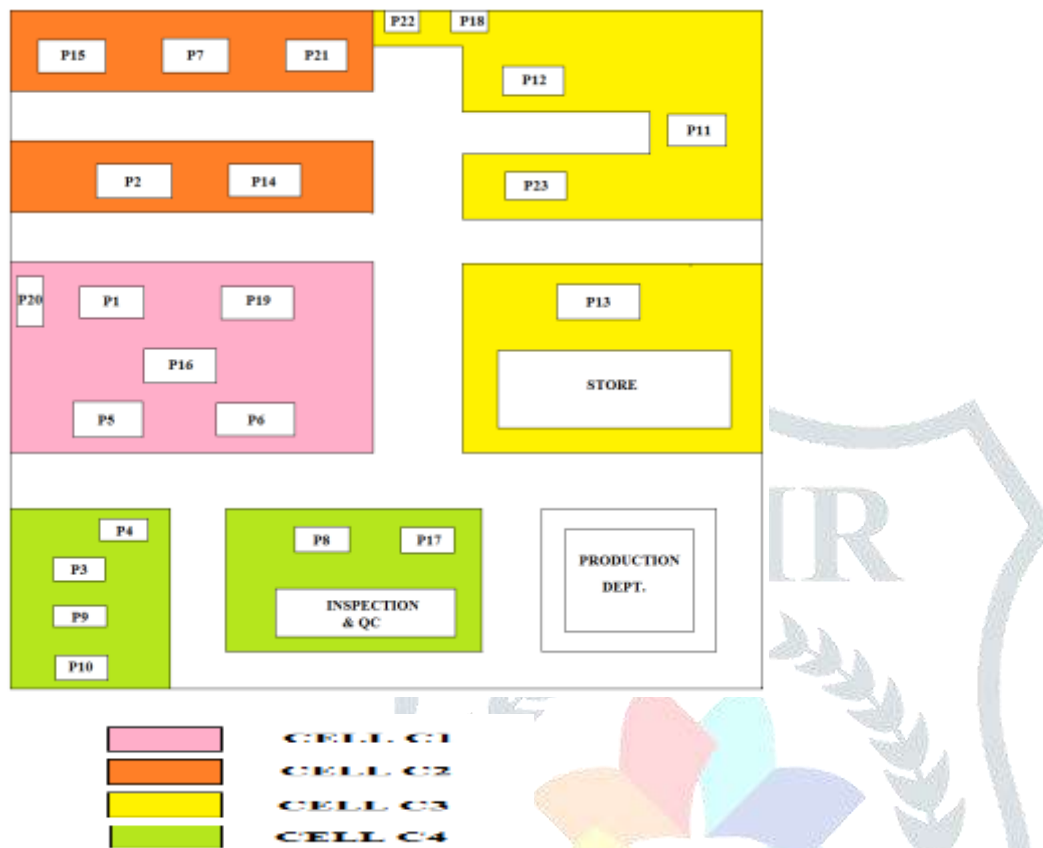 P22 P18
P15 P7 P21
P12
P11
P2 P14 P23
P20 P1 P19 P13
P16
STORE
P5 P6
P4
P8 P17
P3
PRODUCTION
DEPT.
P9
INSPECTION
& QC
P10
IR
CELL C1
CELL C2
CELL C3
CELL C4